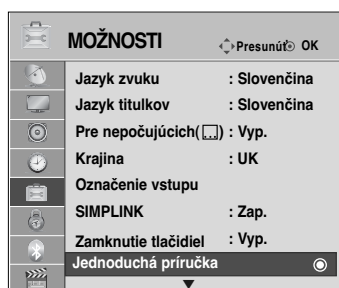 MOŽNOSTI Presunúť OK
Jazyk zvuku : Slovenčina
Jazyk titulkov : Slovenčina
Pre nepočujúcich( ) : Vyp.
Krajina : UK
Označenie vstupu
SIMPLINK : Zap.
Zamknutie tlačidiel : Vyp.
Jednoduchá príručka